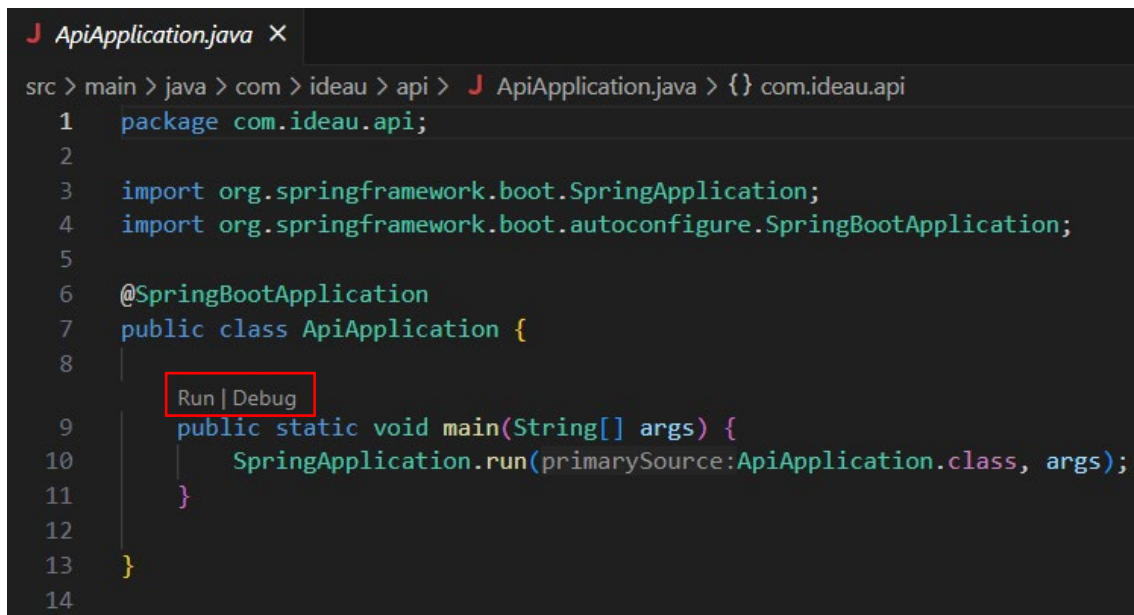 J ApiApplication.java ×
src > main > java > com > ideau > api > J ApiApplication.java > {} com.ideau.api
1 package com.ideau.api;
2
3 import org.springframework.boot.SpringApplication;
4 import org.springframework.boot.autoconfigure.SpringBootApplication;
5
6 @SpringBootApplication
7 public class ApiApplication {
8
Run | Debug
9 public static void main(String[] args) {
10 SpringApplication.run(primarySource:ApiApplication.class, args);
11 }
12
13 }
14